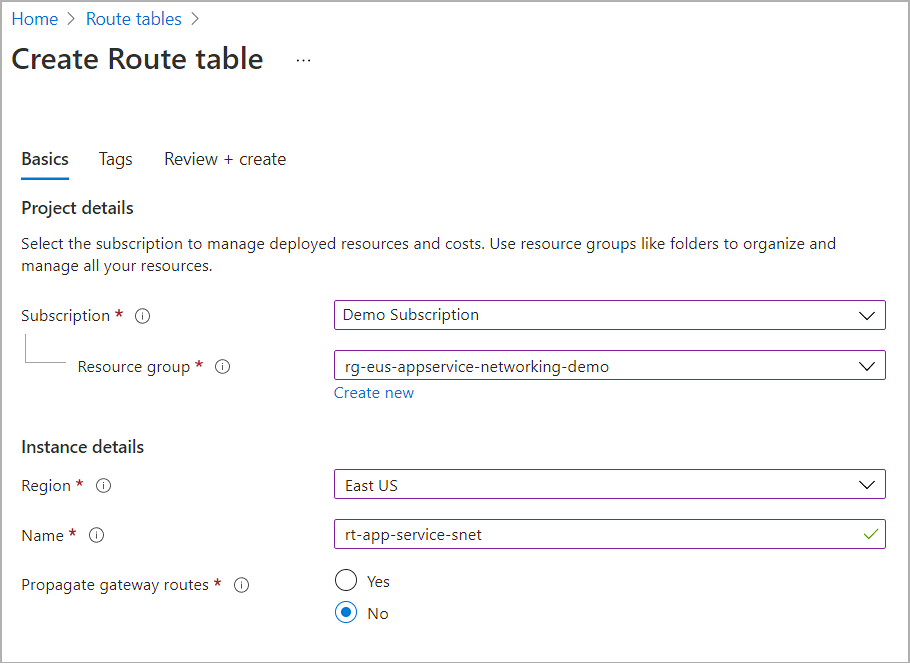 Home > Route tables >
Create Route table ...
Basics Tags Review + create
Project details
Select the subscription to manage deployed resources and costs. Use resource groups like folders to organize and
manage all your resources.
Subscription * Demo Subscription
Resource group * rg-eus-appservice-networking-demo
Create new
Instance details
Region * East US
Name * rt-app-service-snet
Propagate gateway routes * Yes
No